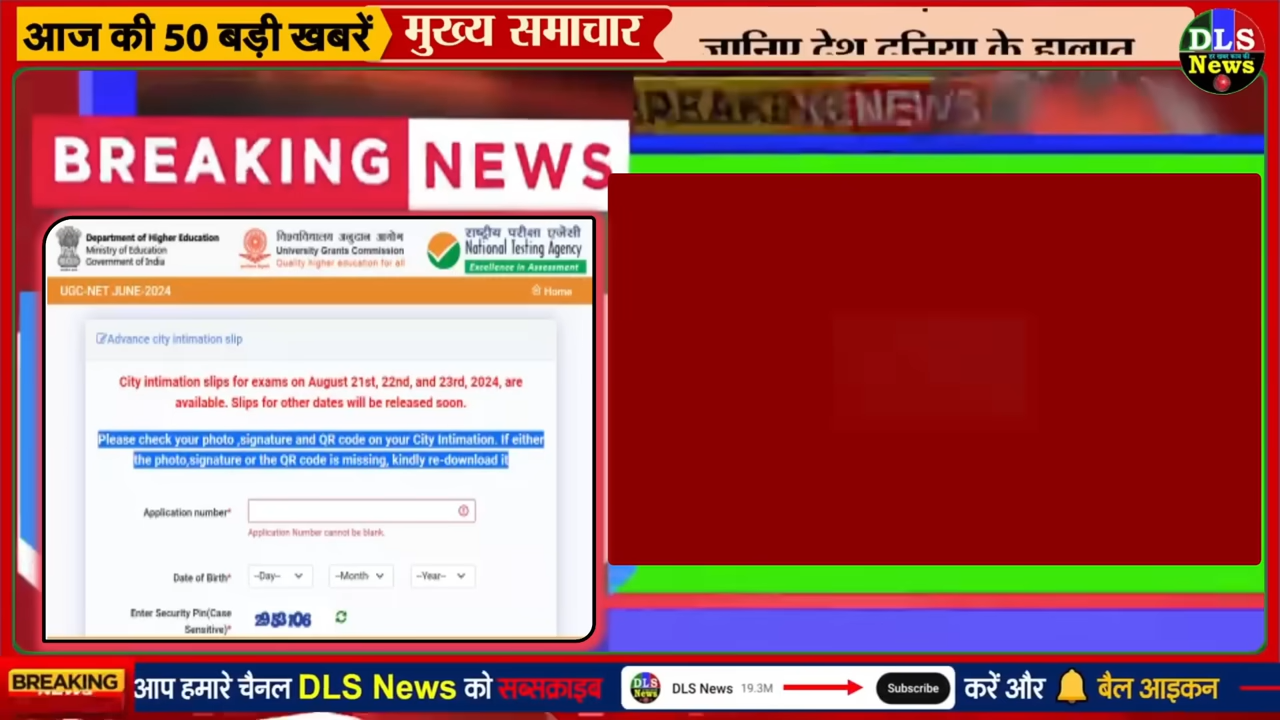 आज की 50 बड़ी खबरें
मुख्य समाचार
जानिए देश दुनिया के हालात
DLS
News
BREAKING NEWS
BREAKING NEWS
Department of Higher Education
Ministry of Education
Government of India
विश्वविद्यालय अनुदान आयोग
University Grants Commission
Quality higher education for all
राष्ट्रीय परीक्षा एजेंसी
National Testing Agency
Excellence in Assessment
UGC-NET JUNE-2024
Home
Advance city intimation slip
City intimation slips for exams on August 21st, 22nd, and 23rd, 2024, are
available. Slips for other dates will be released soon.
Please check your photo ,signature and QR code on your City Intimation. If either
the photo,signature or the QR code is missing, kindly re-download it
Application number*
Application Number cannot be blank.
Date of Birth* --Day-- --Month-- --Year--
Enter Security Pin(Case
Sensitive)*
BREAKING
आप हमारे चैनल DLS News को सब्सक्राइब
DLS News 19.3M Subscribe
करें और बैल आइकन